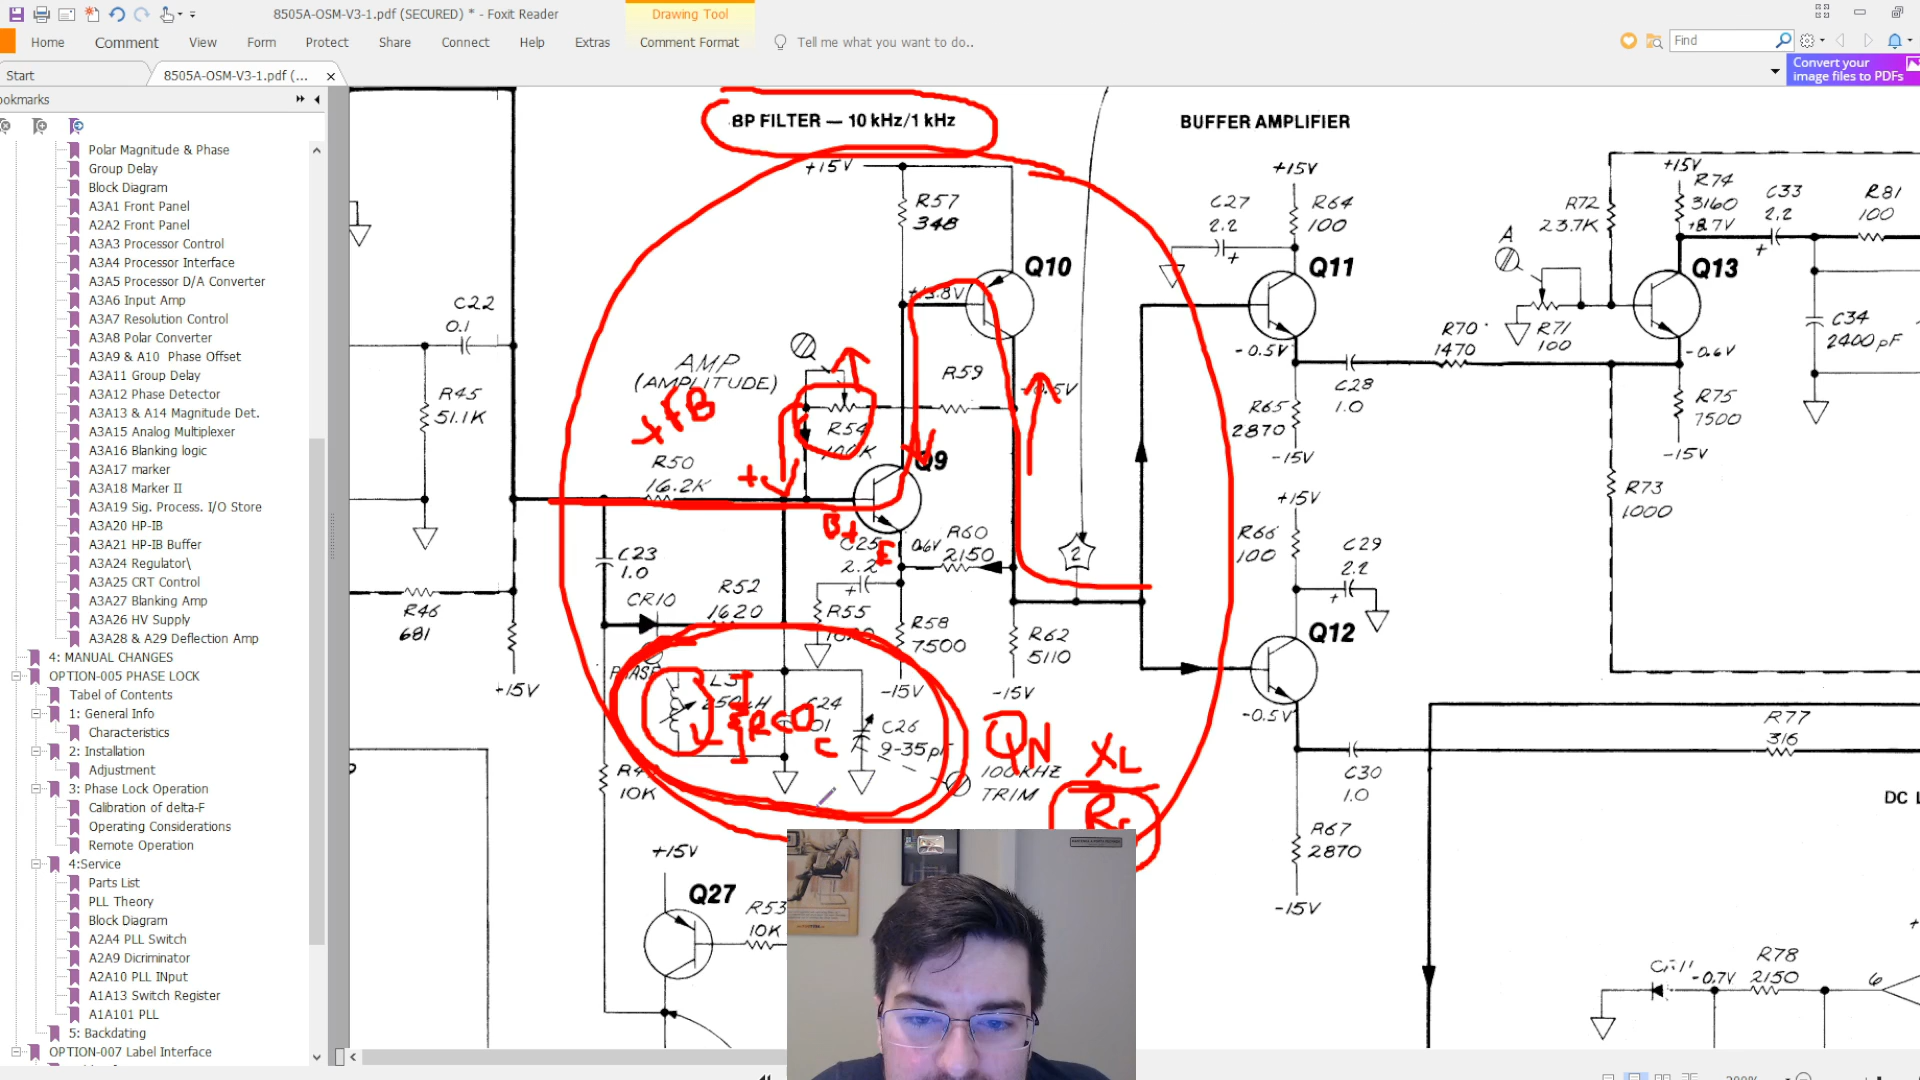 8505A-OSM-V3-1.pdf (SECURED) * - Foxit Reader
Drawing Tool
Home Comment View Form Protect Share Connect Help Extras Comment Format Tell me what you want to do.. Find
Start 8505A-OSM-V3-1.pdf (... ×
Convert your
image files to PDFs
ookmarks
Polar Magnitude & Phase
Group Delay
Block Diagram
A3A1 Front Panel
A2A2 Front Panel
A3A3 Processor Control
A3A4 Processor Interface
A3A5 Processor D/A Converter
A3A6 Input Amp
A3A7 Resolution Control
A3A8 Polar Converter
A3A9 & A10 Phase Offset
A3A11 Group Delay
A3A12 Phase Detector
A3A13 & A14 Magnitude Det.
A3A15 Analog Multiplexer
A3A16 Blanking logic
A3A17 marker
A3A18 Marker II
A3A19 Sig. Process. I/O Store
A3A20 HP-IB
A3A21 HP-IB Buffer
A3A24 Regulator\
A3A25 CRT Control
A3A27 Blanking Amp
A3A26 HV Supply
A3A28 & A29 Deflection Amp
4: MANUAL CHANGES
OPTION-005 PHASE LOCK
Tabel of Contents
1: General Info
Characteristics
2: Installation
Adjustment
3: Phase Lock Operation
Calibration of delta-F
Operating Considerations
Remote Operation
4:Service
Parts List
PLL Theory
Block Diagram
A2A4 PLL Switch
A2A9 Dicriminator
A2A10 PLL INput
A1A13 Switch Register
A1A101 PLL
5: Backdating
OPTION-007 Label Interface
BP FILTER — 10 kHz/1 kHz
BUFFER AMPLIFIER
+15V
R57
348
Q10
C22
0.1
R45
51.1K
R46
681
+15V
AMP
(AMPLITUDE)
+FB
R54
R59
R50
16.2K
Q9
+
B+
E
C25
2.2
0.6V
R60
2150
C23
1.0
CR10
R52
1620
R55
R58
7500
-15V
R62
5110
-15V
2
L
R
C
C26
9-35pF
100KHZ
TRIM
XL
10K
+15V
Q27
R53
10K
C27
2.2
+
+15V
R64
100
Q11
-0.5V
R65
2870
-15V
C28
1.0
+15V
R66
100
C29
2.2
+
Q12
-0.5V
C30
1.0
R67
2870
-15V
A
R72
23.7K
R71
100
R70
1470
+15V
R74
3160
+8.7V
C33
2.2
+
R81
100
Q13
C34
2400pF
-0.6V
R75
7500
-15V
R73
1000
R77
316
DC L
R78
2150
-0.7V
6